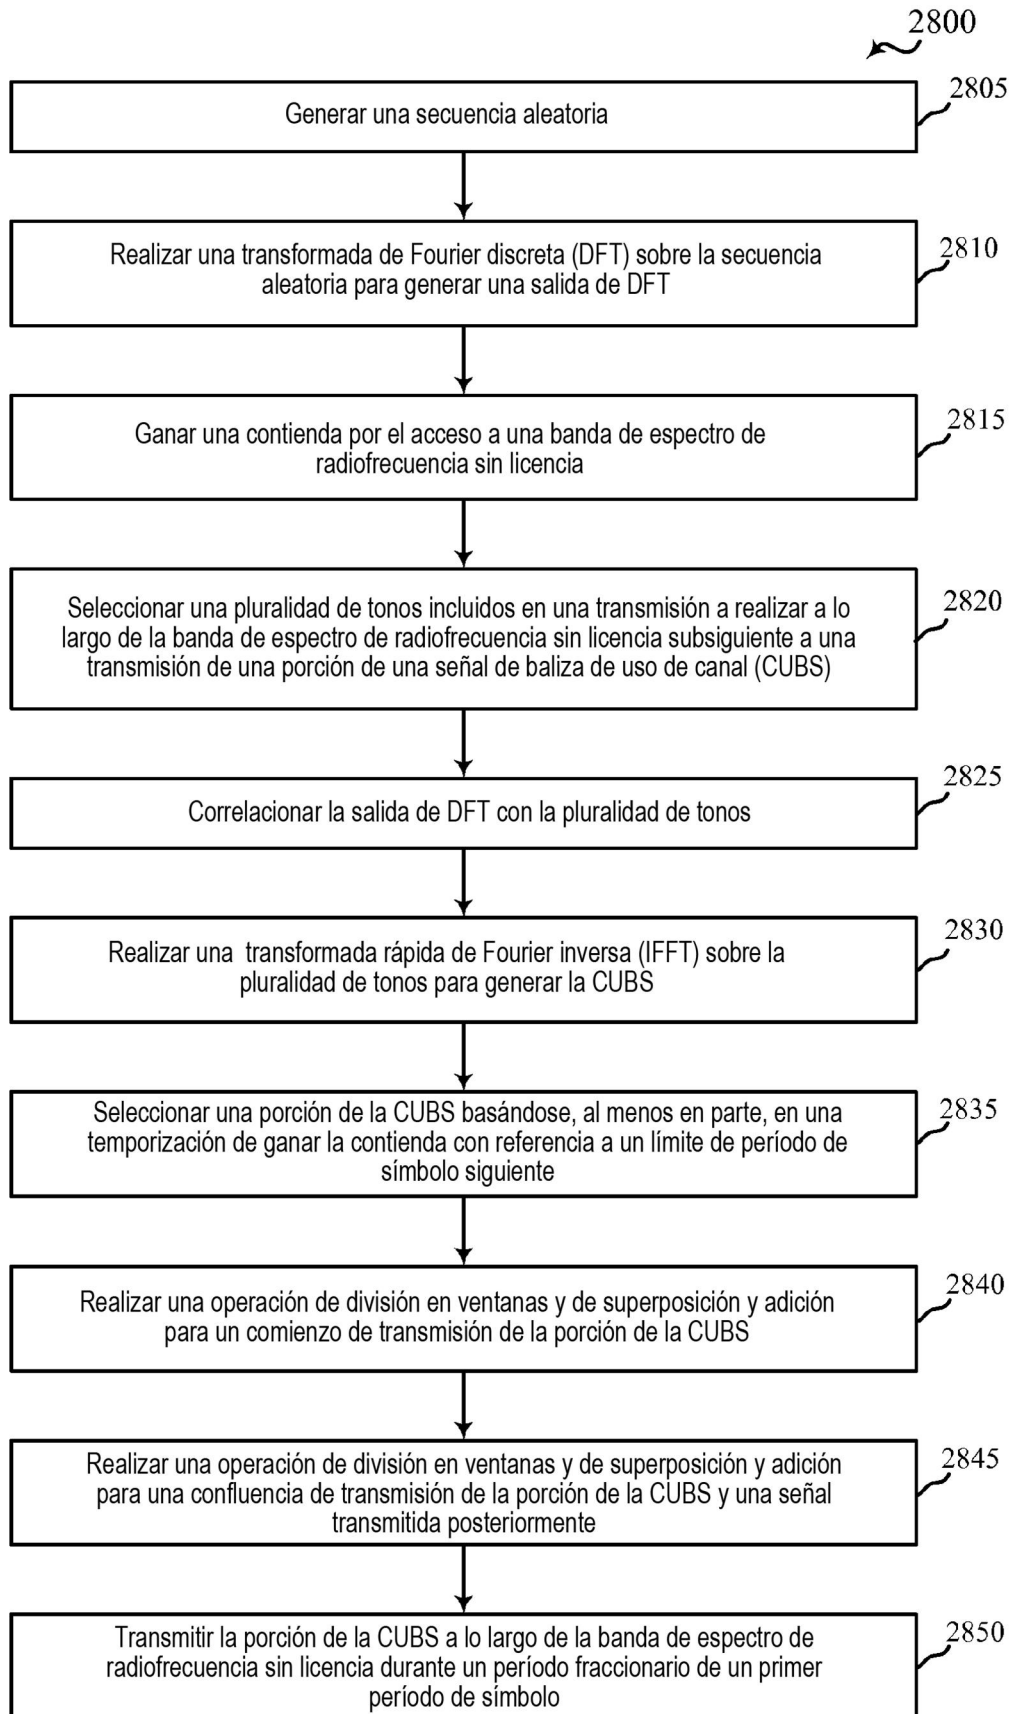 2800
Generar una secuencia aleatoria
2805
Realizar una transformada de Fourier discreta (DFT) sobre la secuencia
aleatoria para generar una salida de DFT
2810
Ganar una contienda por el acceso a una banda de espectro de
radiofrecuencia sin licencia
2815
Seleccionar una pluralidad de tonos incluidos en una transmisión a realizar a lo
largo de la banda de espectro de radiofrecuencia sin licencia subsiguiente a una
transmisión de una porción de una señal de baliza de uso de canal (CUBS)
2820
Correlacionar la salida de DFT con la pluralidad de tonos
2825
Realizar una transformada rápida de Fourier inversa (IFFT) sobre la
pluralidad de tonos para generar la CUBS
2830
Seleccionar una porción de la CUBS basándose, al menos en parte, en una
temporización de ganar la contienda con referencia a un límite de período de
símbolo siguiente
2835
Realizar una operación de división en ventanas y de superposición y adición
para un comienzo de transmisión de la porción de la CUBS
2840
Realizar una operación de división en ventanas y de superposición y adición
para una confluencia de transmisión de la porción de la CUBS y una señal
transmitida posteriormente
2845
Transmitir la porción de la CUBS a lo largo de la banda de espectro de
radiofrecuencia sin licencia durante un período fraccionario de un primer
período de símbolo
2850